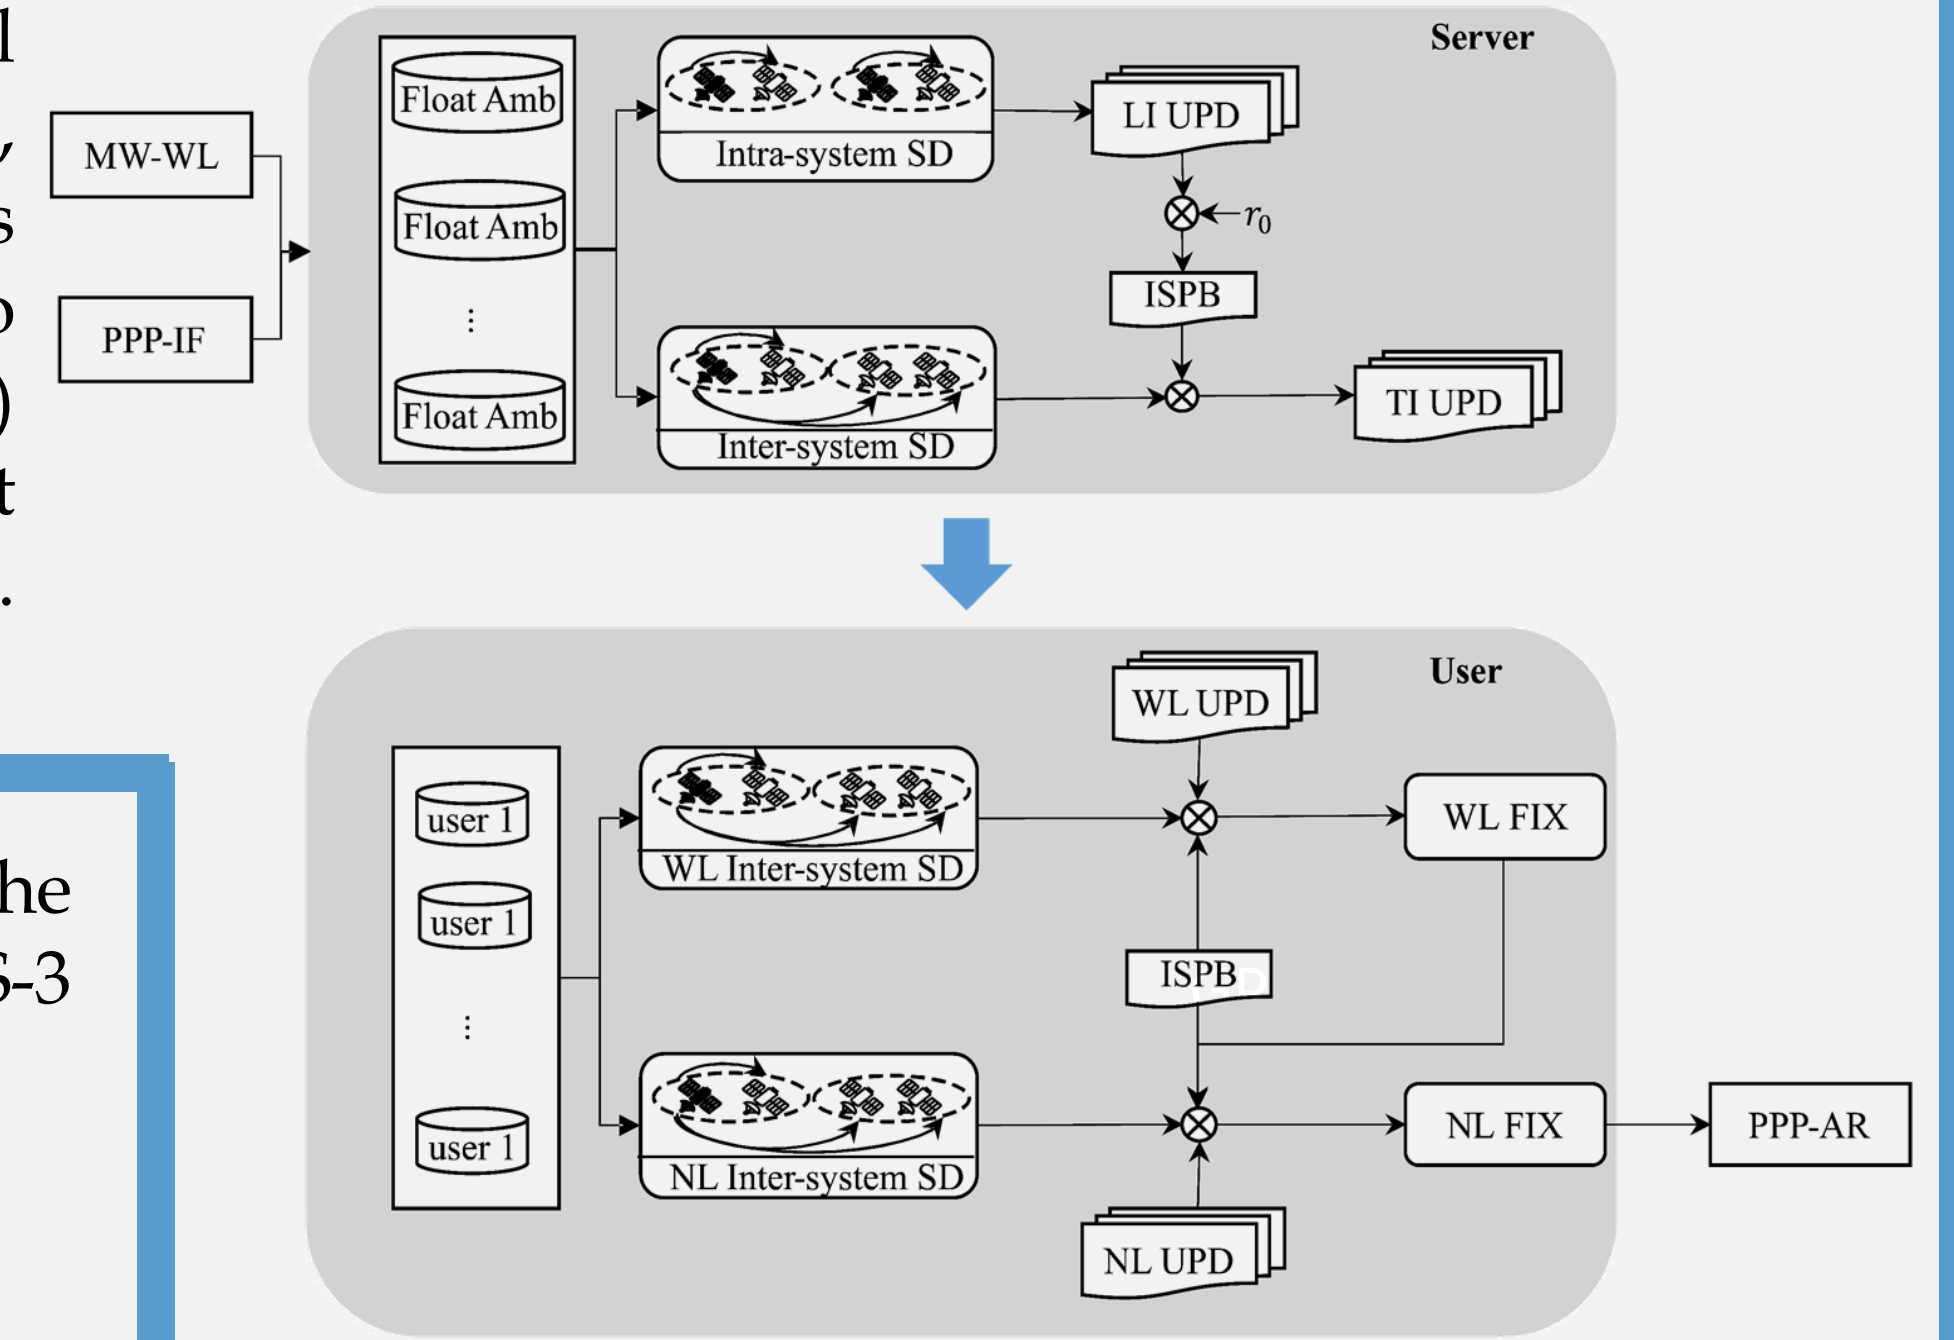 l
,
s
)
t
.
he
-3
Server
MW-WL
PPP-IF
Float Amb
Float Amb
⋮
Float Amb
Intra-system SD
Inter-system SD
LI UPD
r₀
ISPB
TI UPD
User
user 1
user 1
⋮
user 1
WL Inter-system SD
NL Inter-system SD
WL UPD
ISPB
NL UPD
WL FIX
NL FIX
PPP-AR